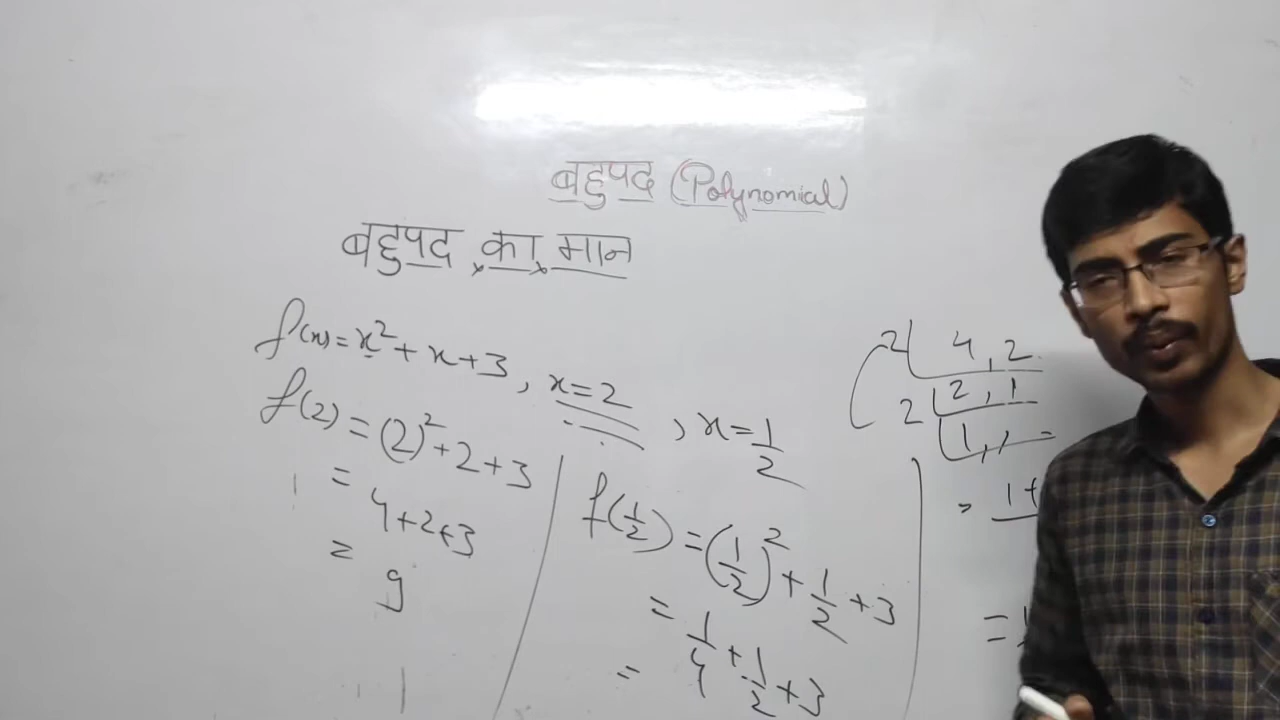 बहुपद (Polynomial)
बहुपद का मान
f(x) = x² + x + 3, x = 2, x = 1/2
f(2) = (2)² + 2 + 3
= 4 + 2 + 3
= 9
f(1/2) = (1/2)² + 1/2 + 3
= 1/4 + 1/2 + 3
=
2 | 4, 2
2 | 2, 1
| 1, 
= 1+
=